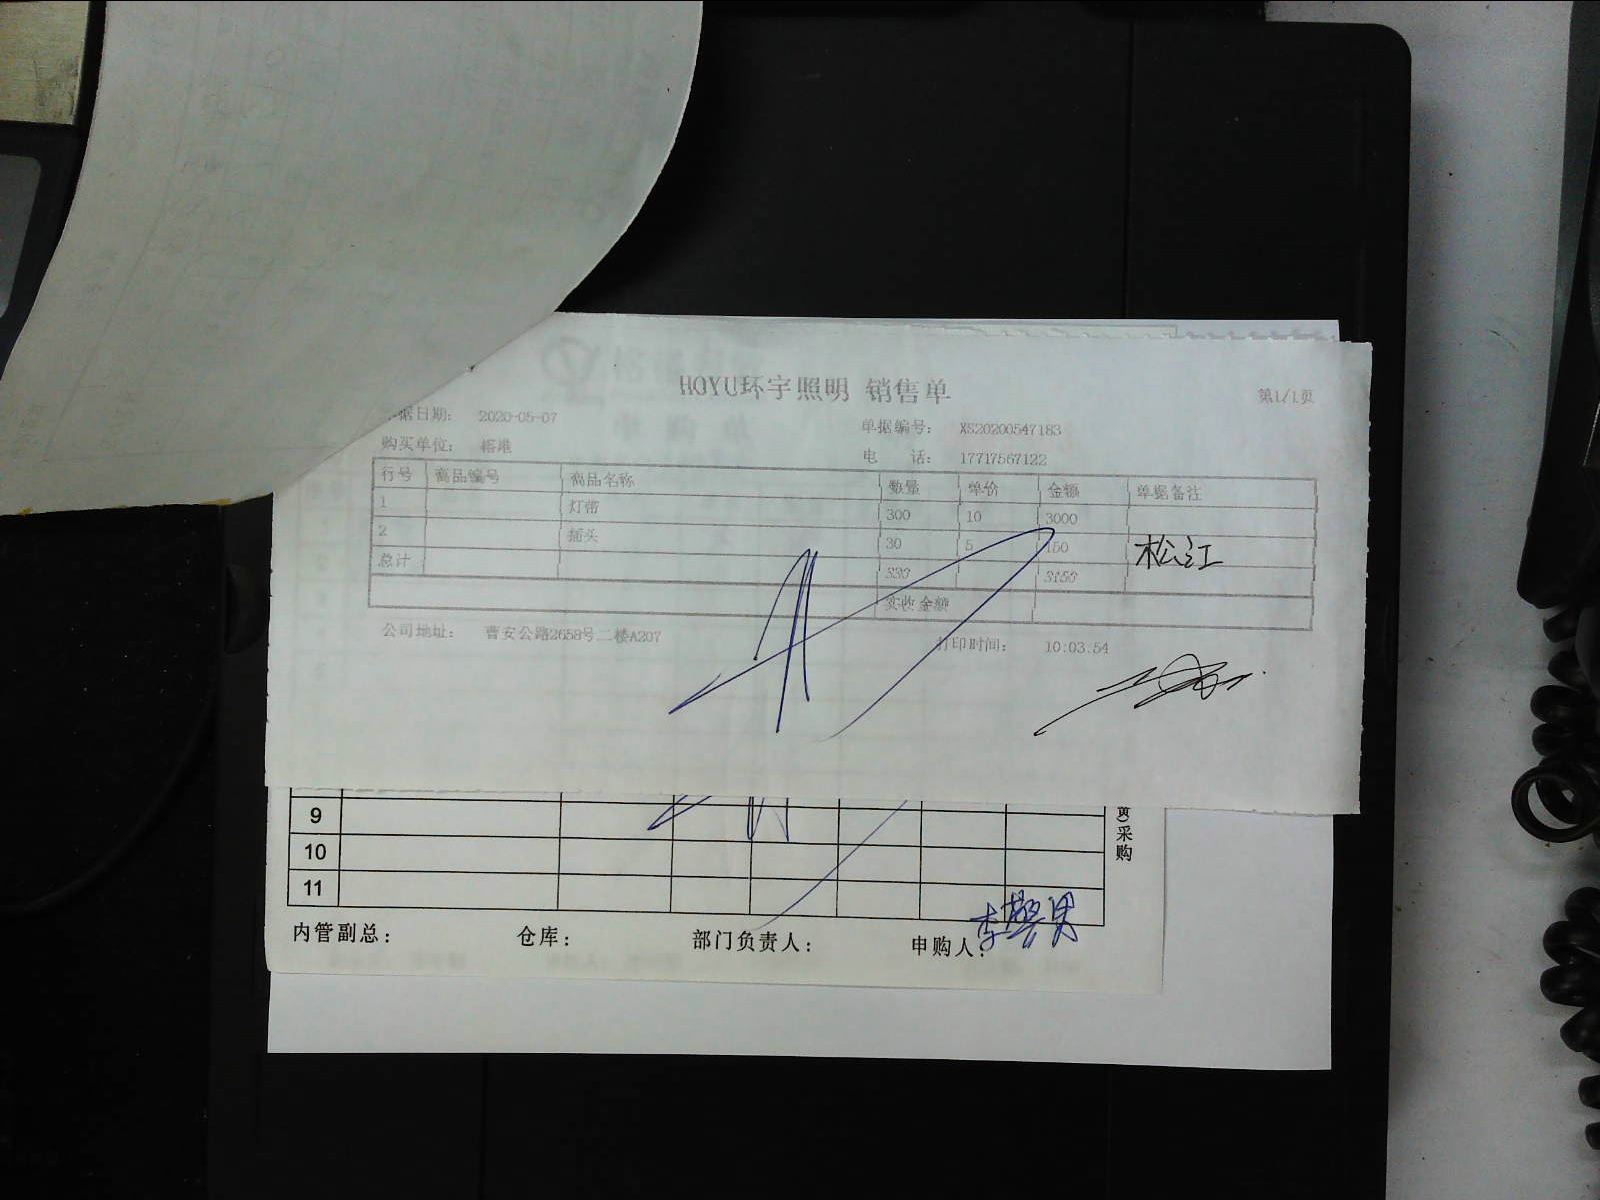 HOYU环宇照明 销售单
第1/1页
据日期: 2020-05-07 单据编号: XS20200547183
购买单位: 榕港 电 话: 17717567122
行号 商品编号 商品名称 数量 单价 金额 单据备注
1 灯带 300 10 3000
2 插头 30 5 150 松江
总计 330 3150
实收金额
公司地址: 曹安公路2658号二楼A207 打印时间: 10:03:54
9
10
11
采购
内管副总: 仓库: 部门负责人: 申购人: